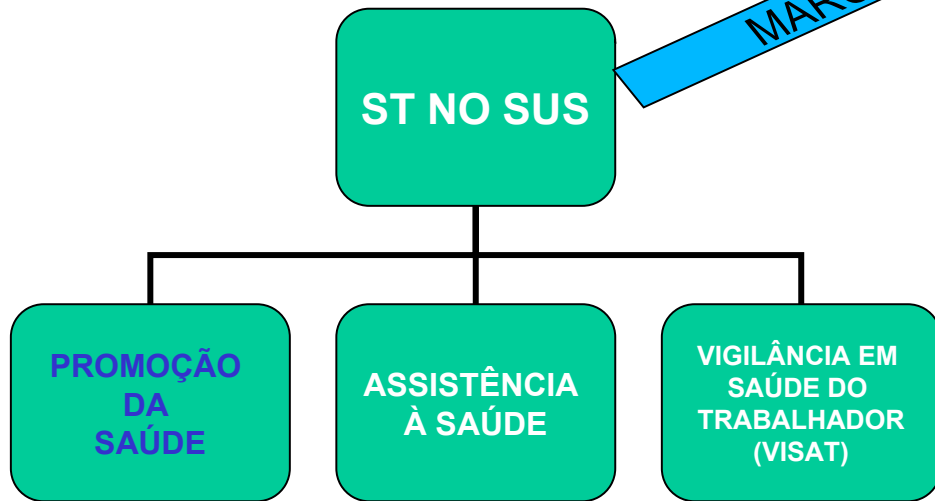 ST NO SUS
PROMOÇÃO
DA
SAÚDE
ASSISTÊNCIA
À SAÚDE
VIGILÂNCIA EM
SAÚDE DO
TRABALHADOR
(VISAT)